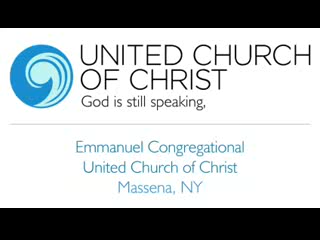 UNITED CHURCH
OF CHRIST
God is still speaking,
Emmanuel Congregational
United Church of Christ
Massena, NY